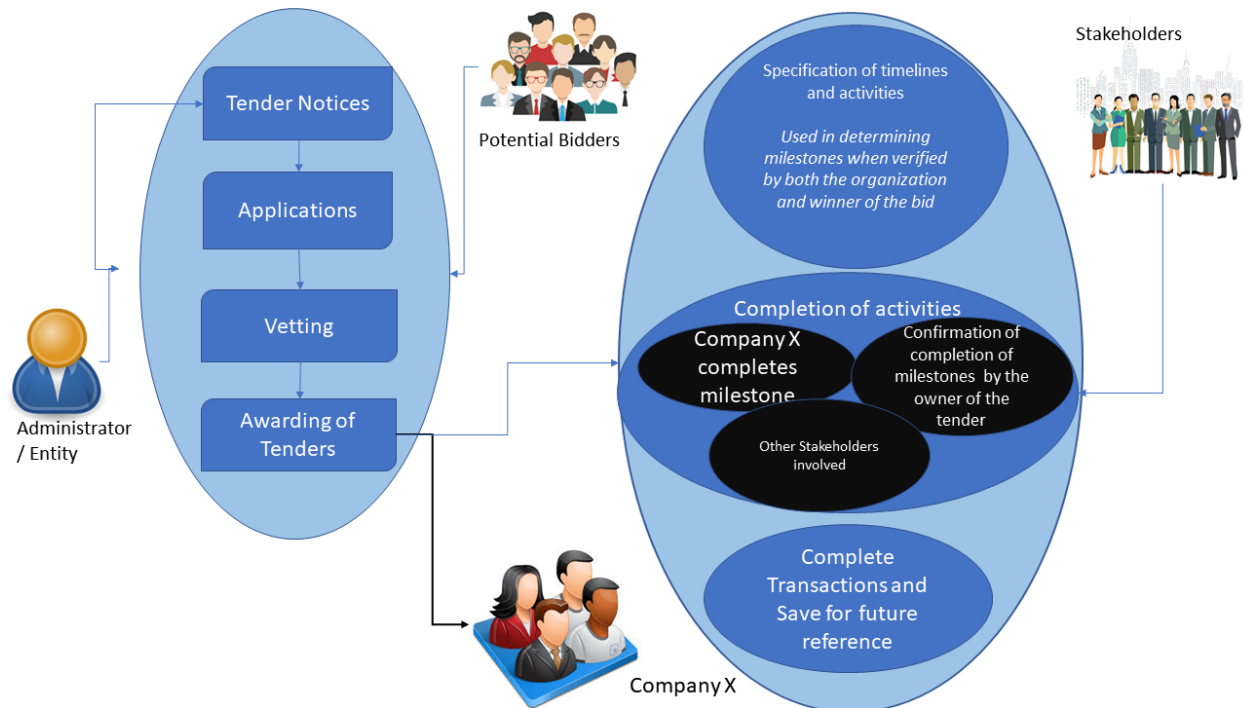 Tender Notices
Applications
Vetting
Awarding of
Tenders
Administrator
/ Entity
Potential Bidders
Company X
Specification of timelines
and activities
Used in determining
milestones when verified
by both the organization
and winner of the bid
Completion of activities
Company X
completes
milestone
Confirmation of
completion of
milestones by the
owner of the
tender
Other Stakeholders
involved
Complete
Transactions and
Save for future
reference
Stakeholders